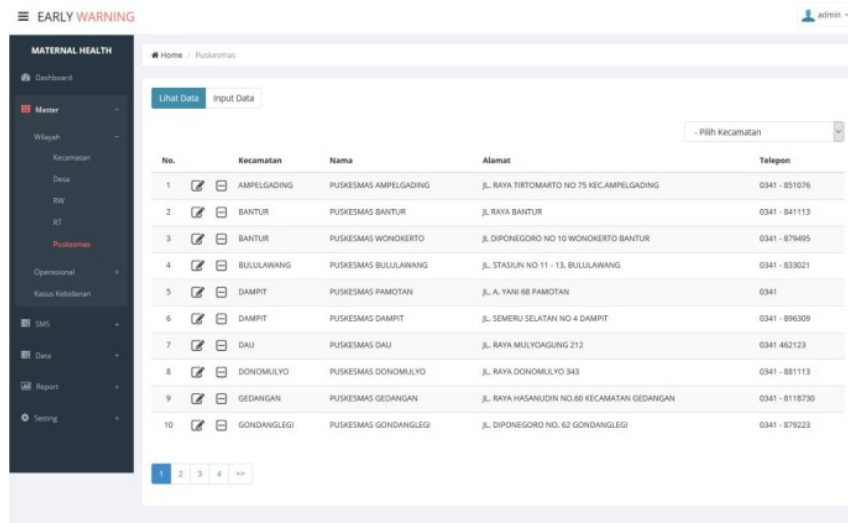 EARLY WARNING
admin
MATERNAL HEALTH
Home / Puskesmas
Dashboard
Lihat Data Input Data
Master
- Pilih Kecamatan
Wilayah
Kecamatan
Desa
RW
RT
Puskesmas
Operasional
Kasus Kebidanan
SMS
Data
Report
Setting
No. Kecamatan Nama Alamat Telepon
1 AMPELGADING PUSKESMAS AMPELGADING JL. RAYA TIRTOMARTO NO 75 KEC.AMPELGADING 0341 - 851076
2 BANTUR PUSKESMAS BANTUR JL RAYA BANTUR 0341 - 841113
3 BANTUR PUSKESMAS WONOKERTO JL DIPONEGORO NO 10 WONOKERTO BANTUR 0341 - 879495
4 BULULAWANG PUSKESMAS BULULAWANG JL. STASIUN NO 11 - 13, BULULAWANG 0341 - 833021
5 DAMPIT PUSKESMAS PAMOTAN JL. A. YANI 68 PAMOTAN 0341
6 DAMPIT PUSKESMAS DAMPIT JL. SEMERU SELATAN NO 4 DAMPIT 0341 - 896309
7 DAU PUSKESMAS DAU JL. RAYA MULYOAGUNG 212 0341 462123
8 DONOMULYO PUSKESMAS DONOMULYO JL. RAYA DONOMULYO 343 0341 - 881113
9 GEDANGAN PUSKESMAS GEDANGAN JL. RAYA HASANUDIN NO.60 KECAMATAN GEDANGAN 0341 - 8118730
10 GONDANGLEGI PUSKESMAS GONDANGLEGI JL. DIPONEGORO NO. 62 GONDANGLEGI 0341 - 879223
1 2 3 4 >>